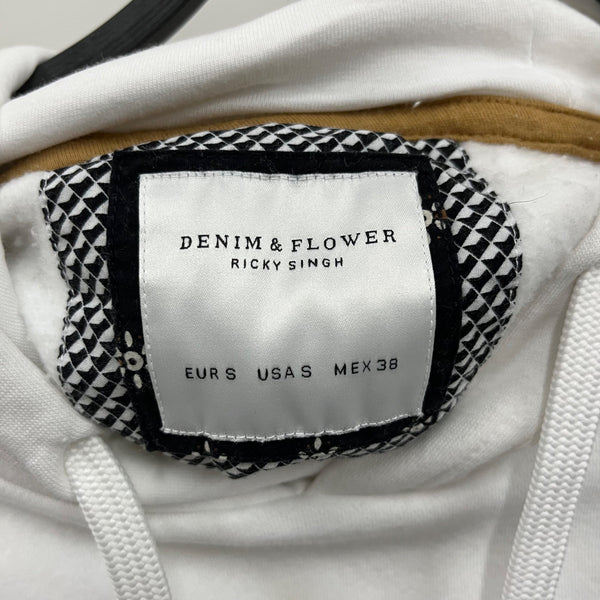 DENIM & FLOWER
RICKY SINGH
EUR S USA S MEX 38